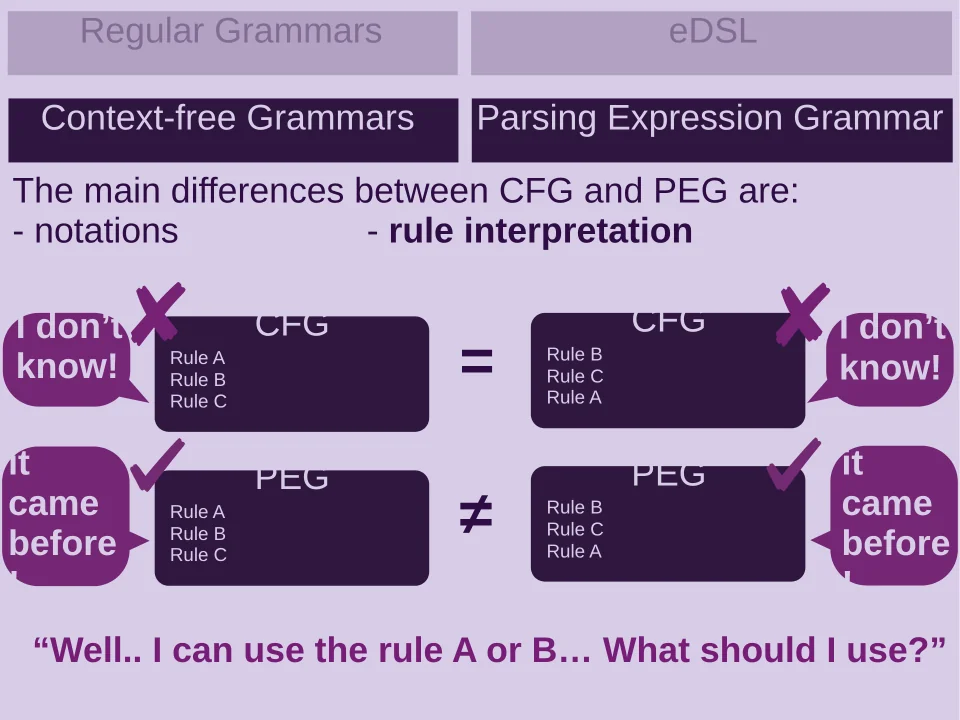 Regular Grammars
eDSL
Context-free Grammars
Parsing Expression Grammar
The main differences between CFG and PEG are:
- notations - rule interpretation
I don't
know!
CFG
Rule A
Rule B
Rule C
=
CFG
Rule B
Rule C
Rule A
I don't
know!
it
came
before
!
PEG
Rule A
Rule B
Rule C
≠
PEG
Rule B
Rule C
Rule A
it
came
before
!
“Well.. I can use the rule A or B… What should I use?”